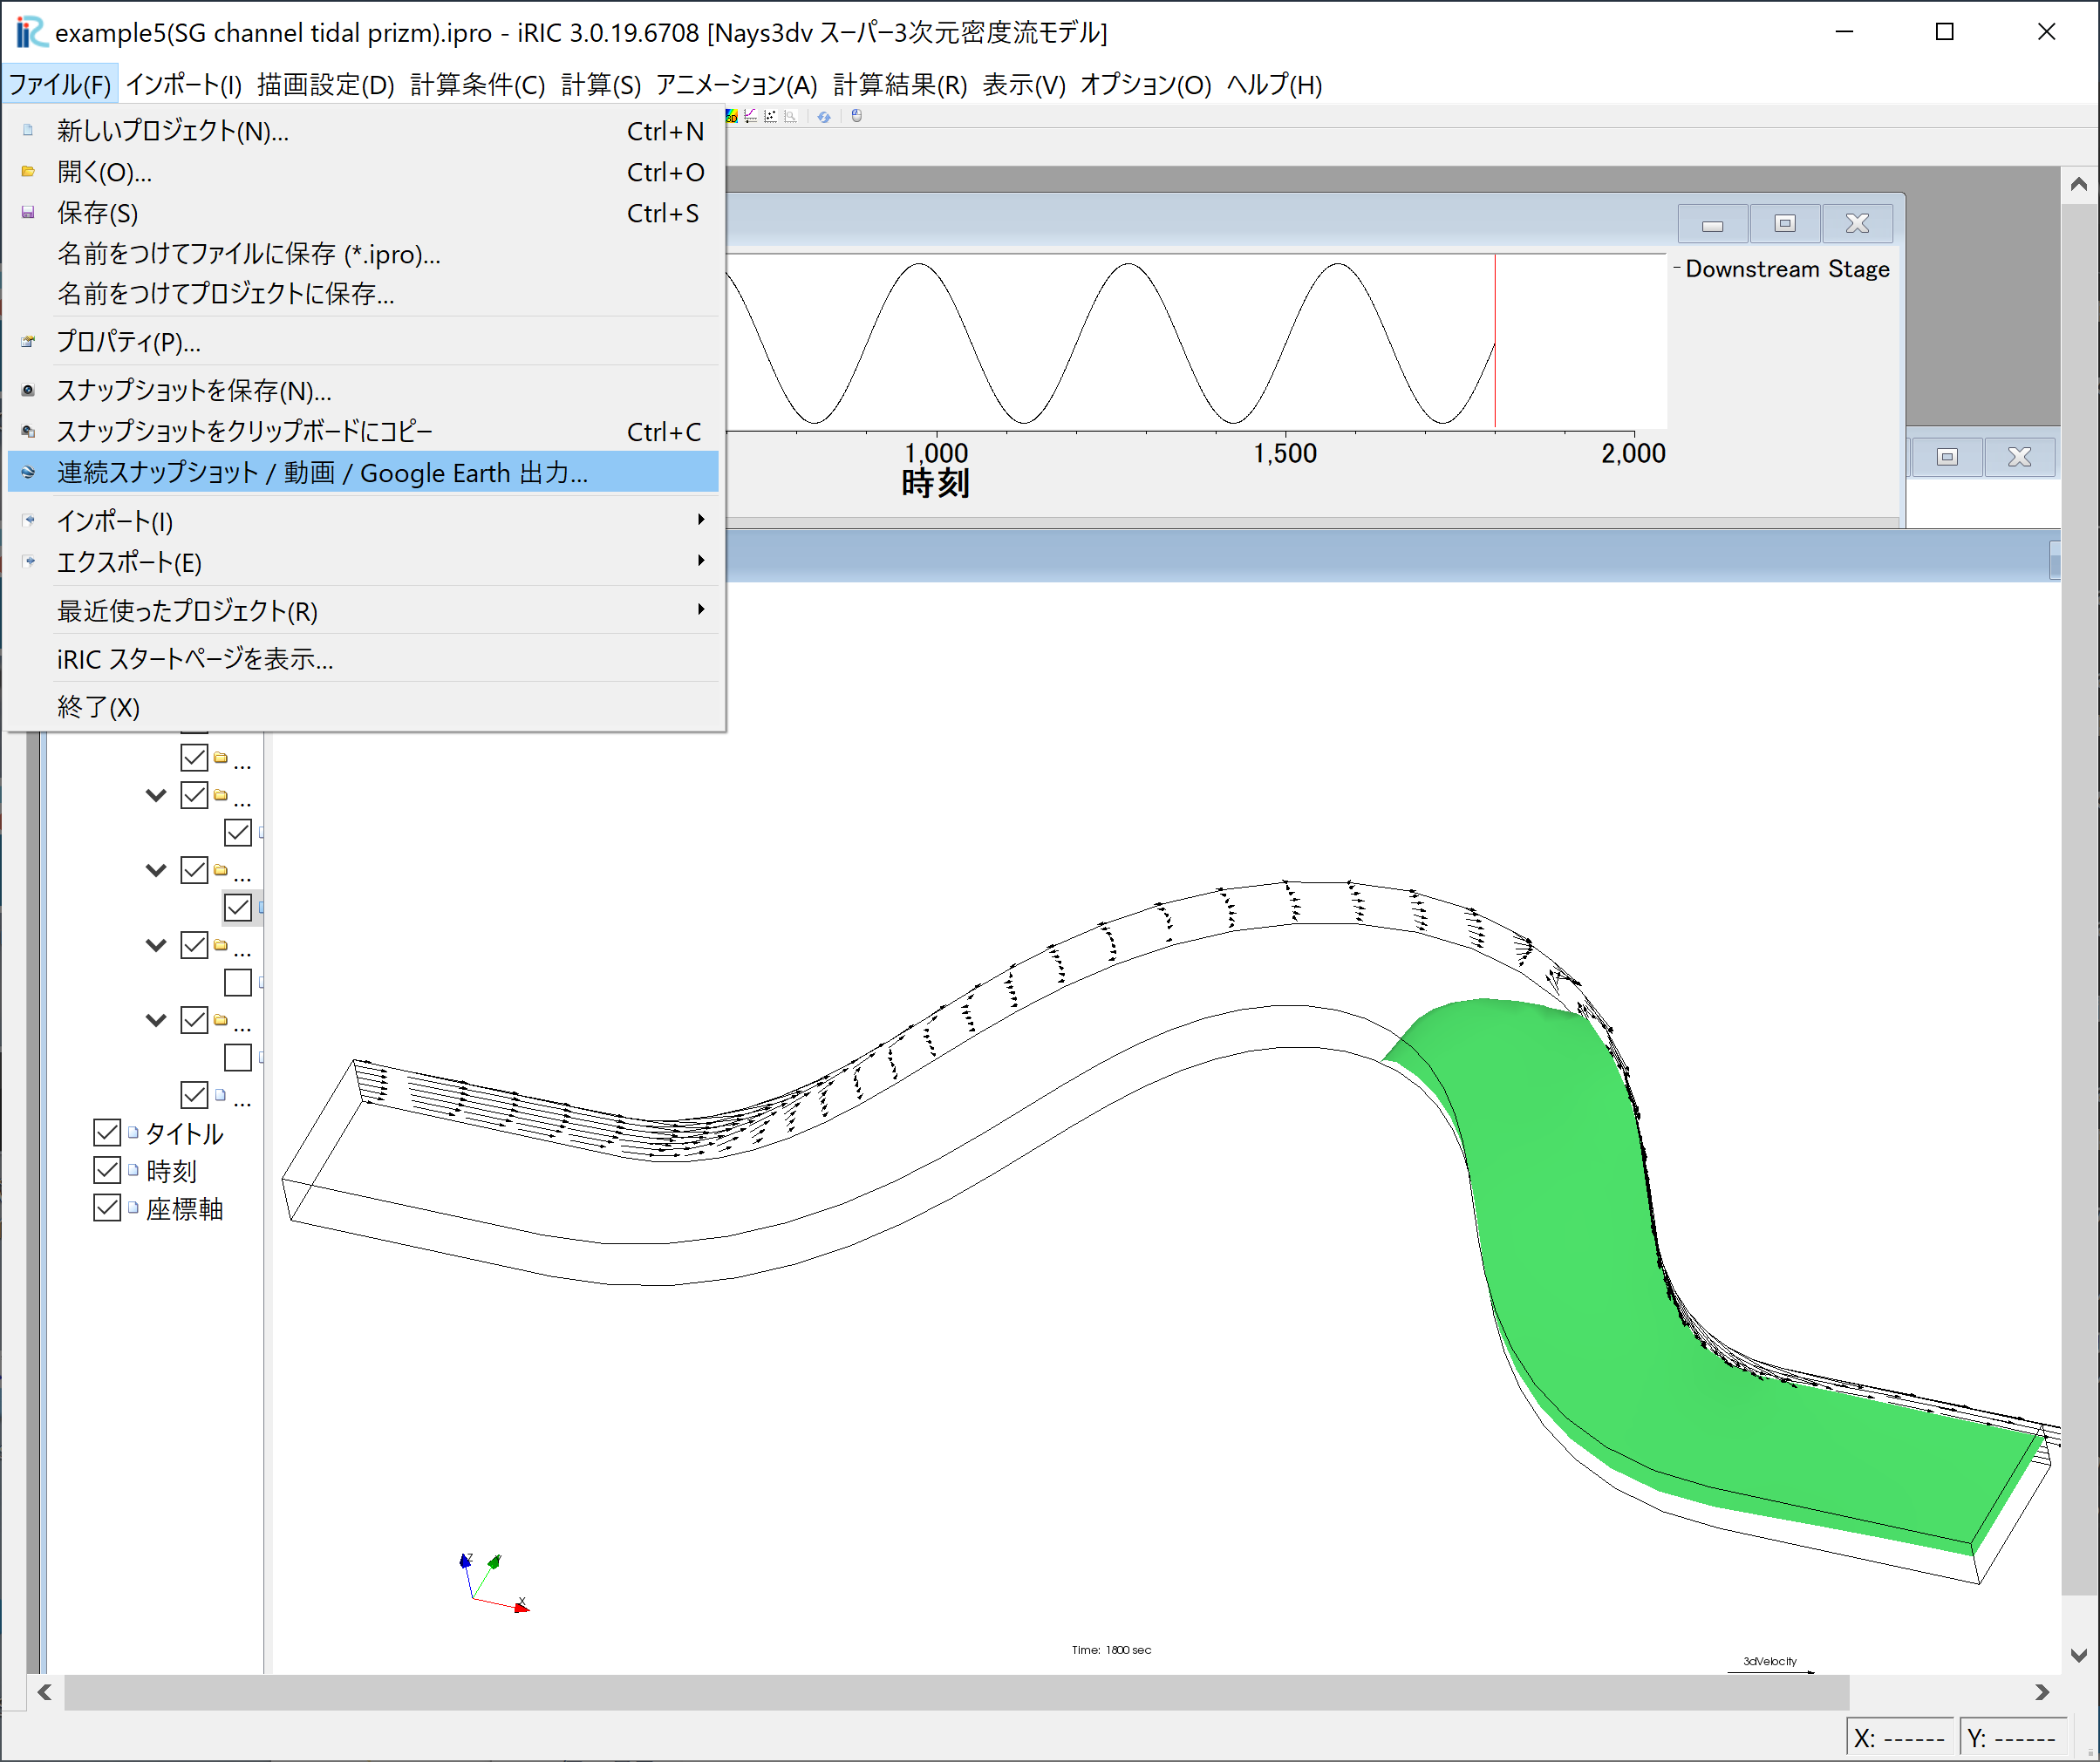 example5(SG channel tidal prizm).ipro - iRIC 3.0.19.6708 [Nays3dv スーパー3次元密度流モデル]
ファイル(F) インポート(I) 描画設定(D) 計算条件(C) 計算(S) アニメーション(A) 計算結果(R) 表示(V) オプション(O) ヘルプ(H)
新しいプロジェクト(N)... Ctrl+N
開く(O)... Ctrl+O
保存(S) Ctrl+S
名前をつけてファイルに保存 (*.ipro)...
名前をつけてプロジェクトに保存...
プロパティ(P)...
スナップショットを保存(N)...
スナップショットをクリップボードにコピー Ctrl+C
連続スナップショット / 動画 / Google Earth 出力...
インポート(I)
エクスポート(E)
最近使ったプロジェクト(R)
iRIC スタートページを表示...
終了(X)
Downstream Stage
1,000 1,500 2,000
時刻
...
...
...
...
...
...
タイトル
時刻
座標軸
Z Y X
Time: 1800 sec
3dVelocity
X: ------ Y: ------